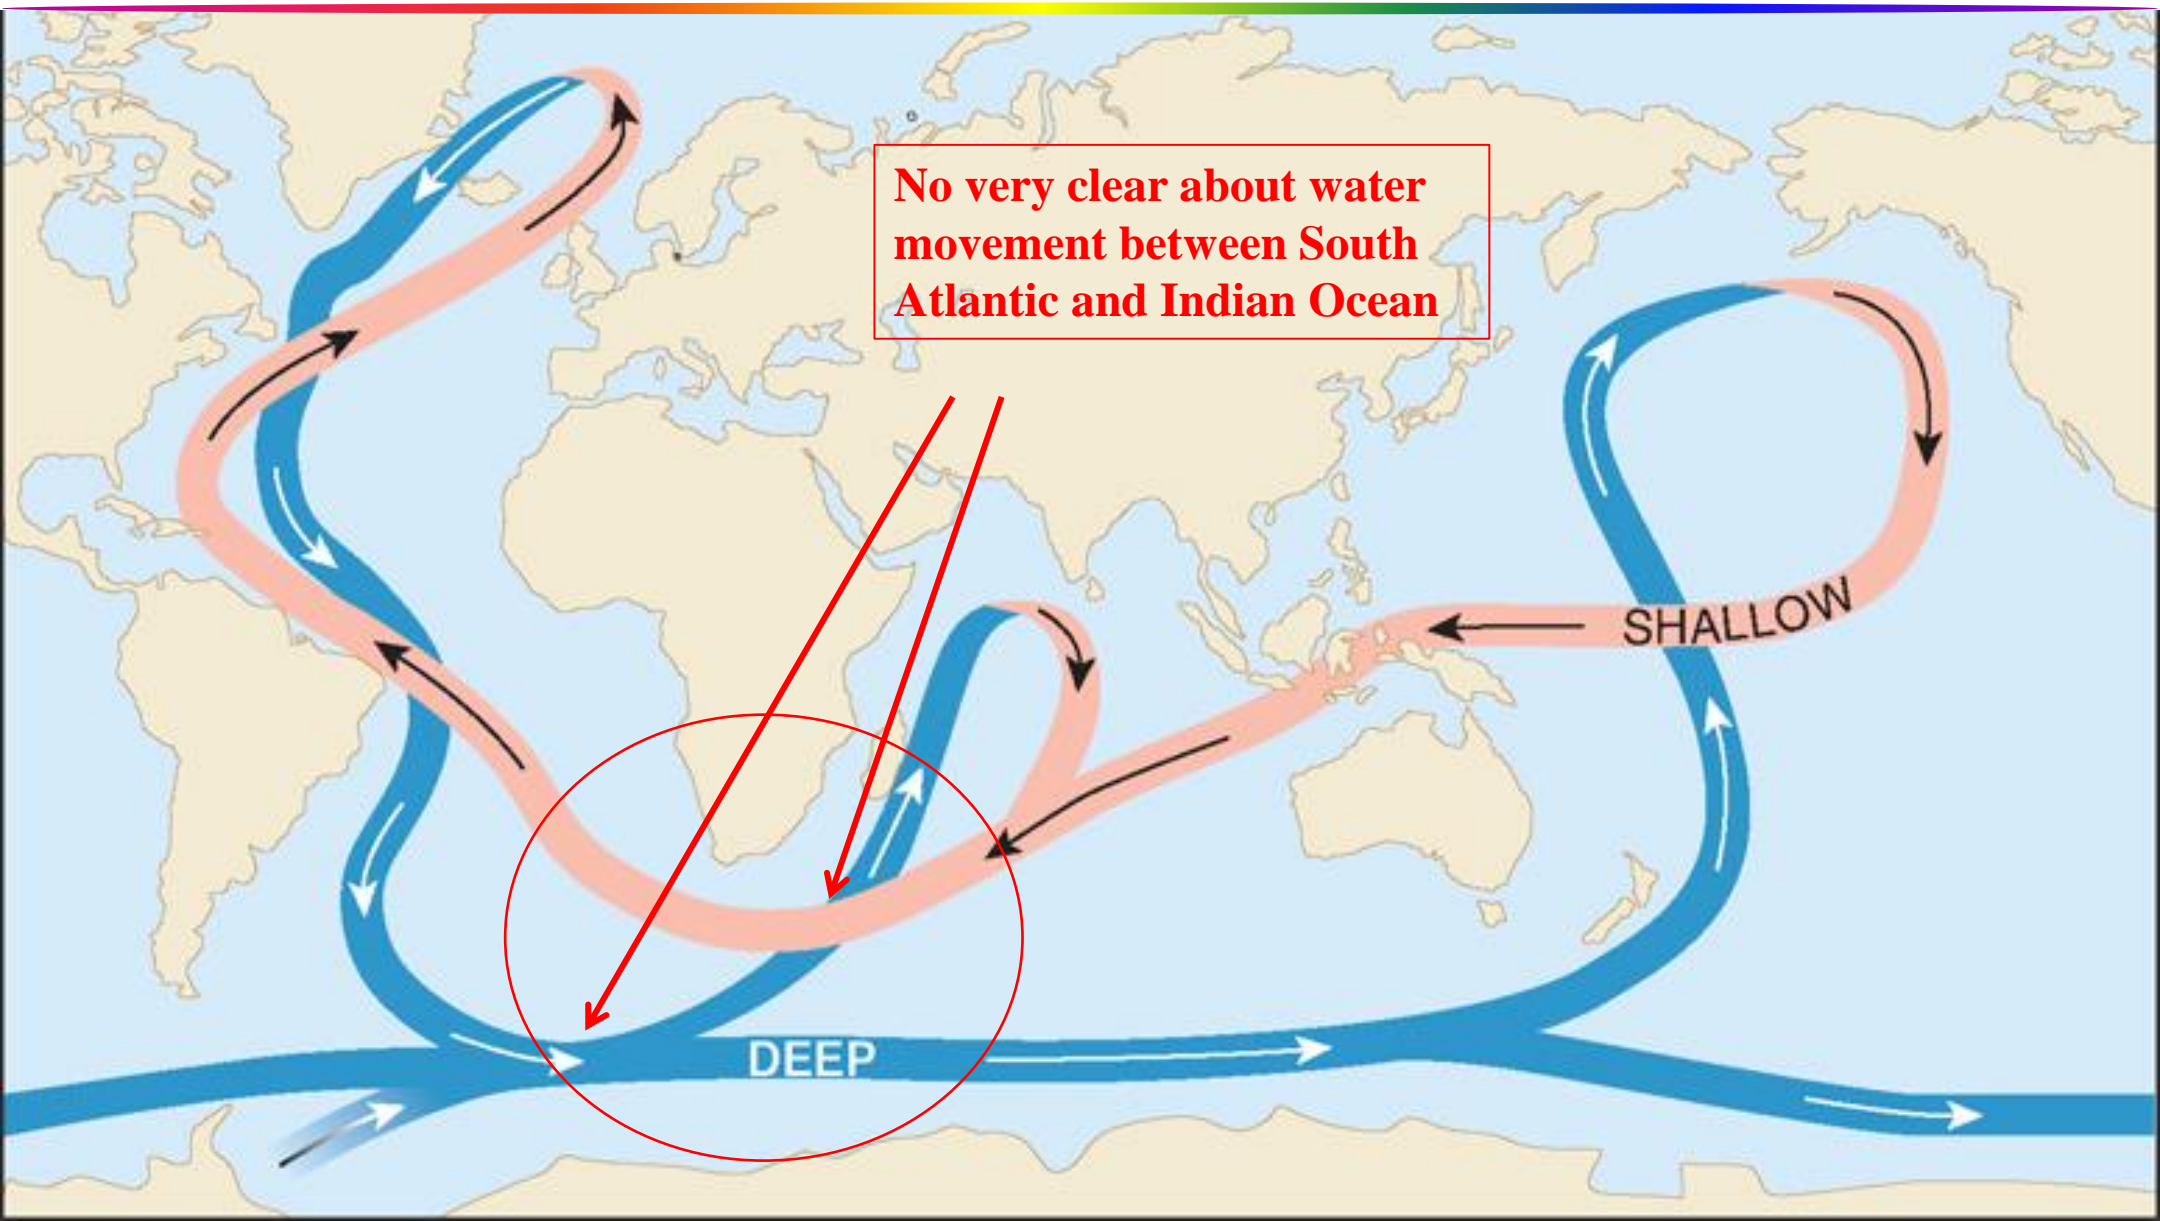 No very clear about water
movement between South
Atlantic and Indian Ocean
SHALLOW
DEEP